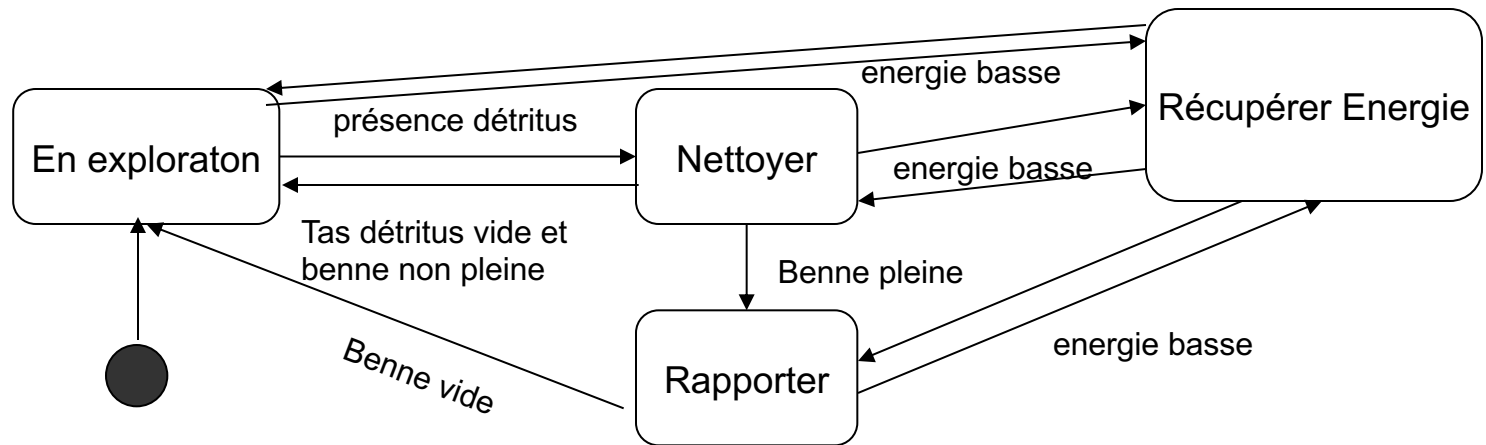 energie basse
présence détritus
Récupérer Energie
En exploraton
Nettoyer
energie basse
Tas détritus vide et
benne non pleine
Benne pleine
energie basse
Benne vide
Rapporter